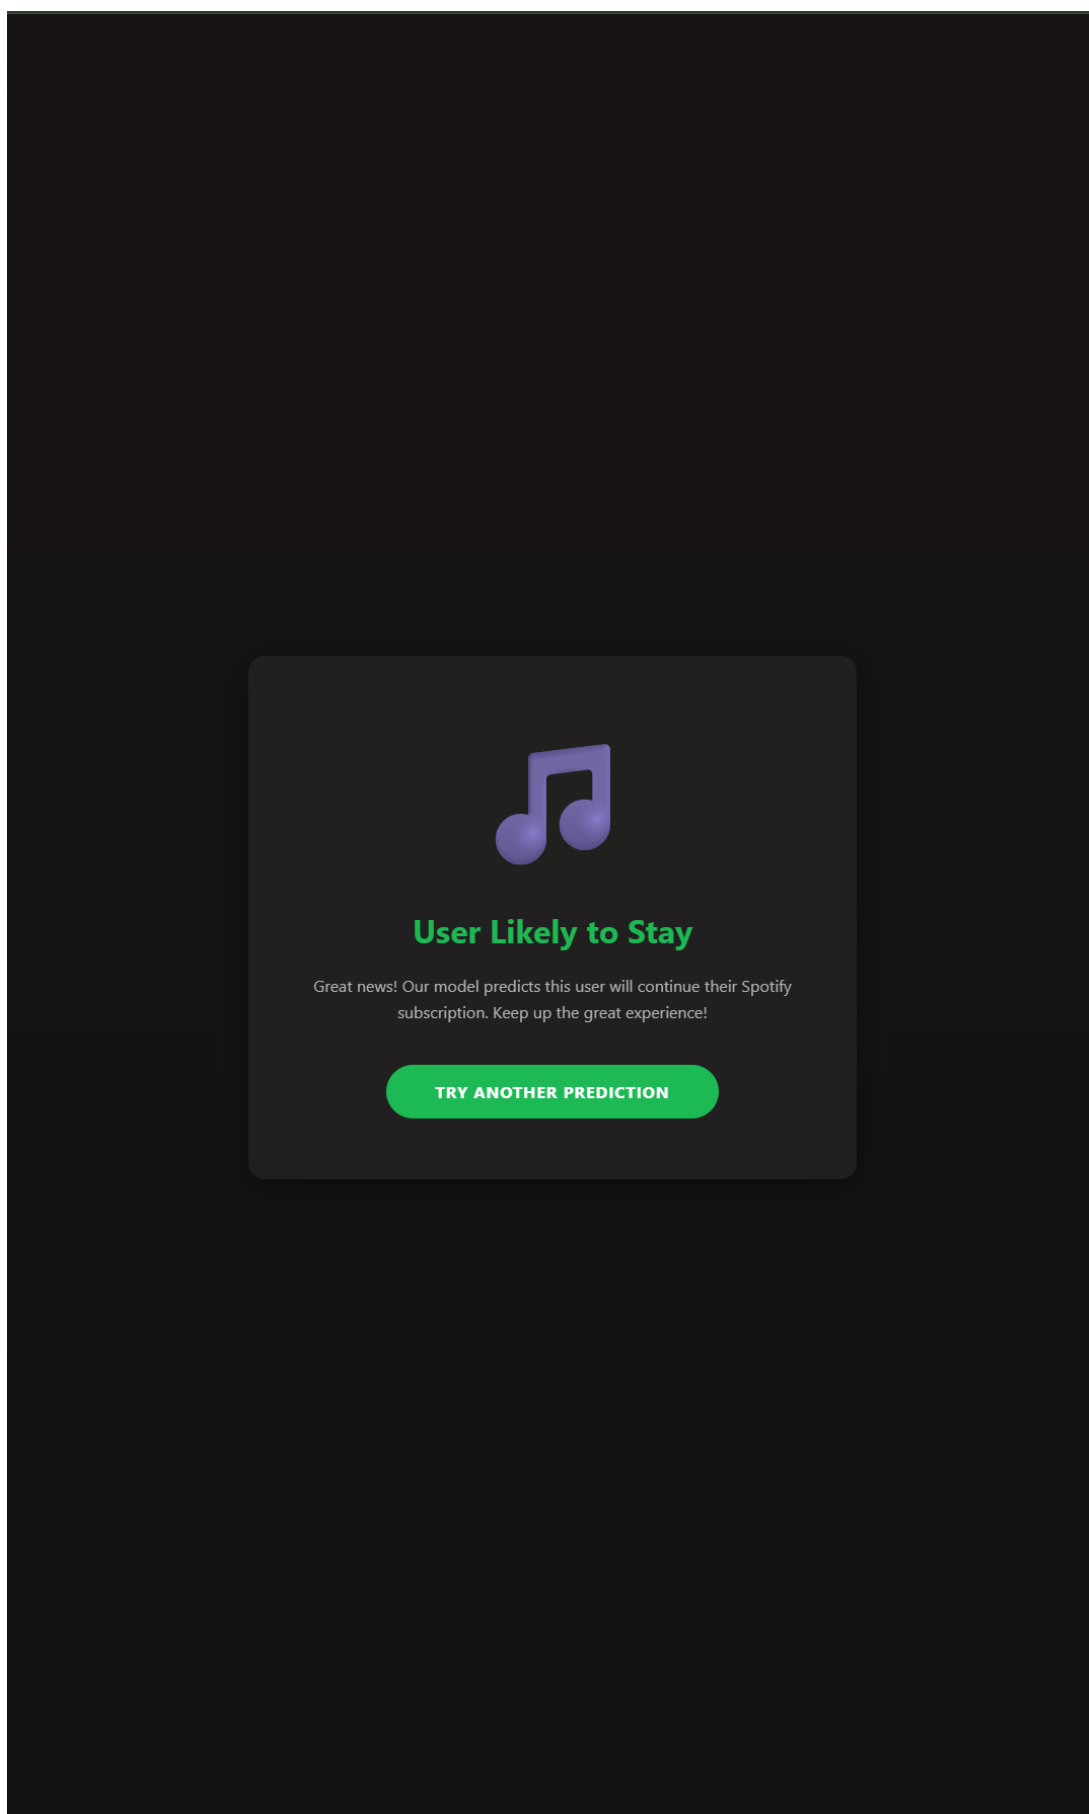 User Likely to Stay
Great news! Our model predicts this user will continue their Spotify
subscription. Keep up the great experience!
TRY ANOTHER PREDICTION